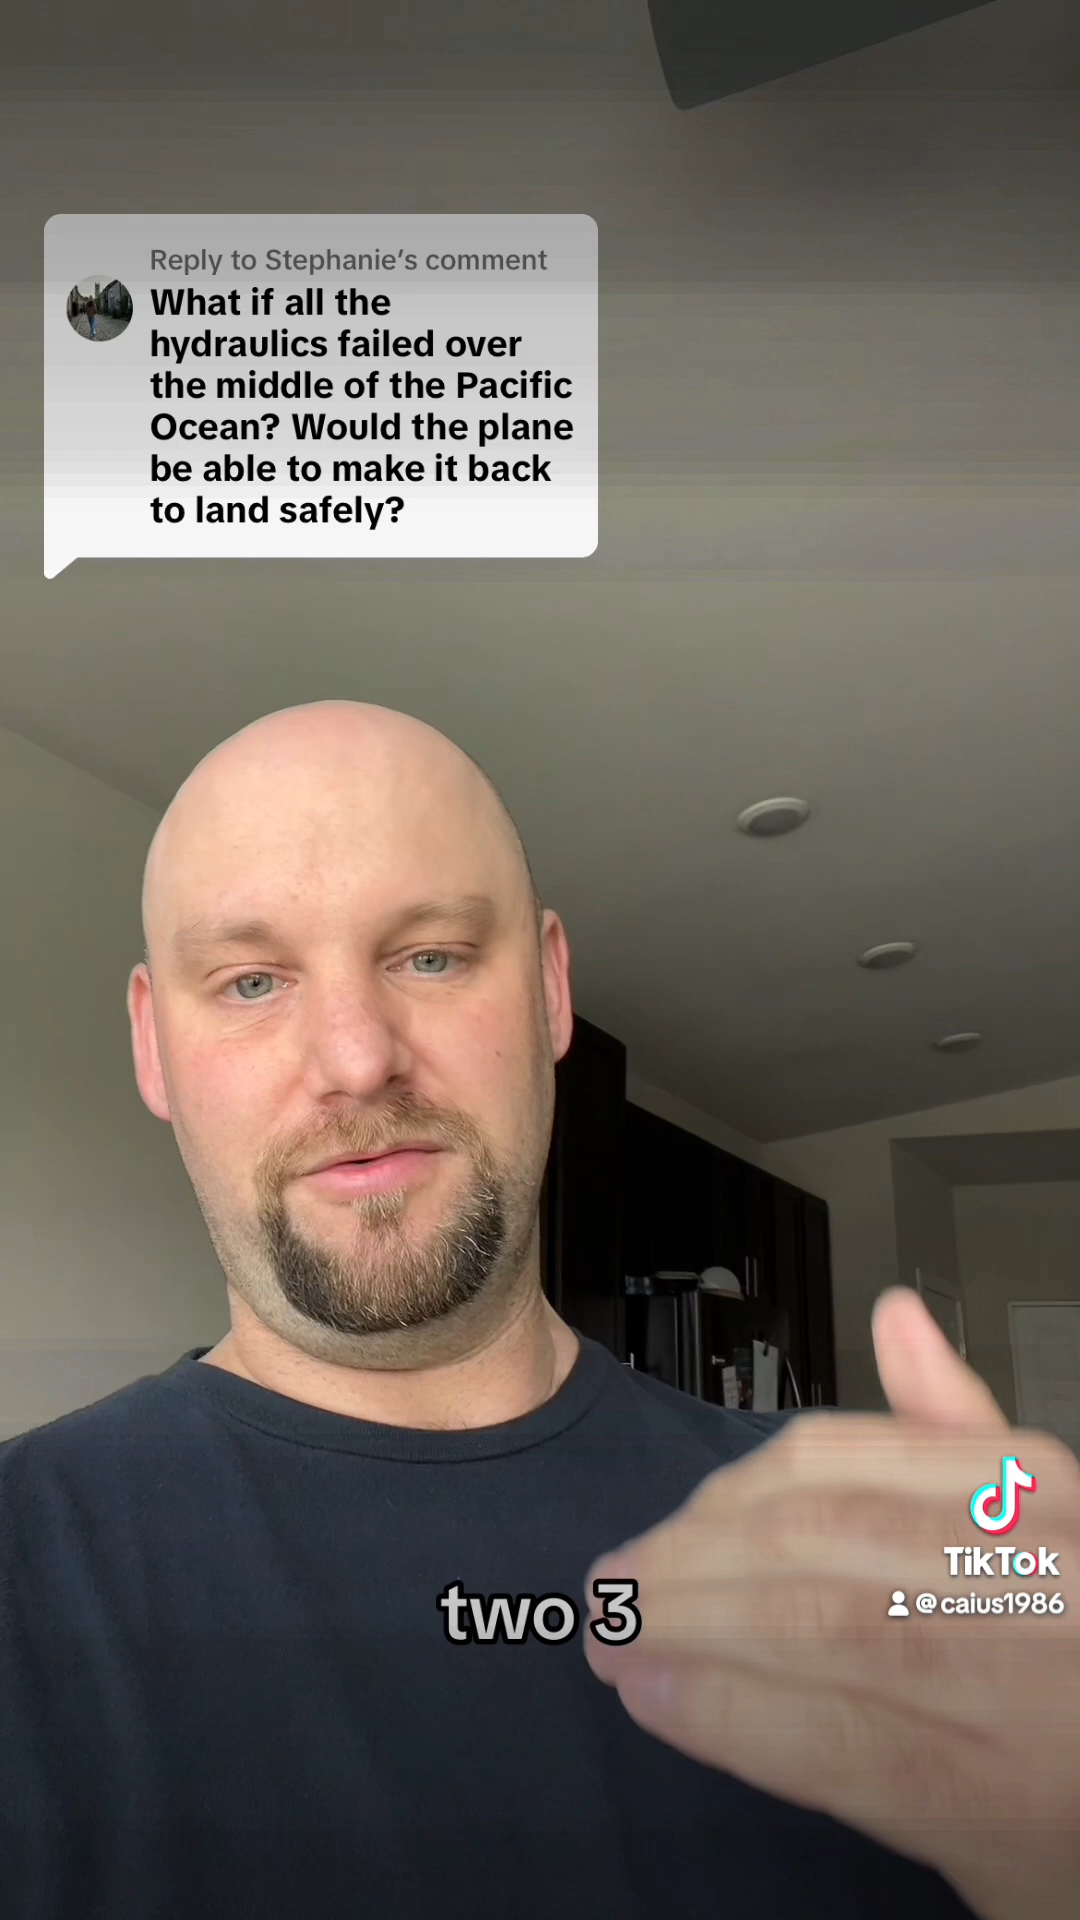 Reply to Stephanie’s comment
What if all the
hydraulics failed over
the middle of the Pacific
Ocean? Would the plane
be able to make it back
to land safely?
TikTok
@caius1986
two 3